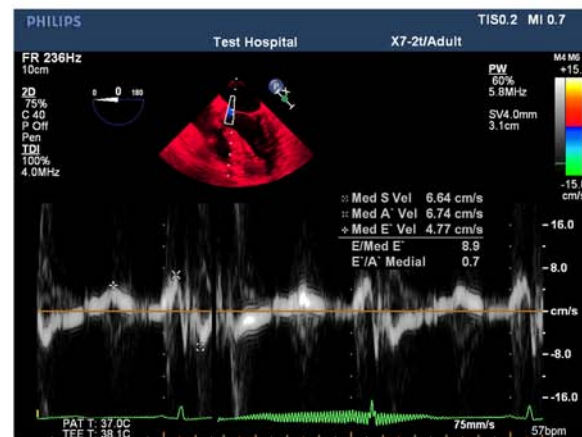 PHILIPS
TIS0.2 MI 0.7
Test Hospital
X7-2t/Adult
FR 236Hz
10cm
2D
75%
C 40
P Off
Pen
TDI
100%
4.0MHz
0 0 180
PW
60%
5.8MHz
SV4.0mm
3.1cm
M4 M6
+15.
-15.0
cm/s
Med S Vel 6.64 cm/s
Med A` Vel 6.74 cm/s
Med E` Vel 4.77 cm/s
E/Med E` 8.9
E`/A` Medial 0.7
-16.0
-8.0
cm/s
-8.0
-16.0
PAT T: 37.0C
TEE T: 38.1C
75mm/s
57bpm